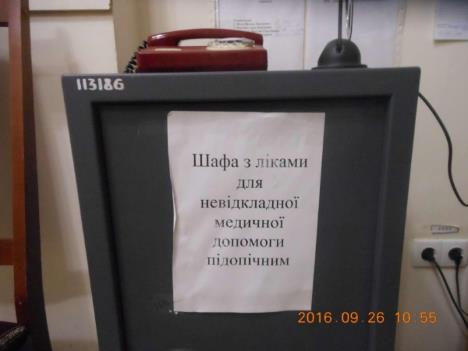 113186
Шафа з ліками
для
невідкладної
медичної
допомоги
підопічним
2016.09.26 10:55